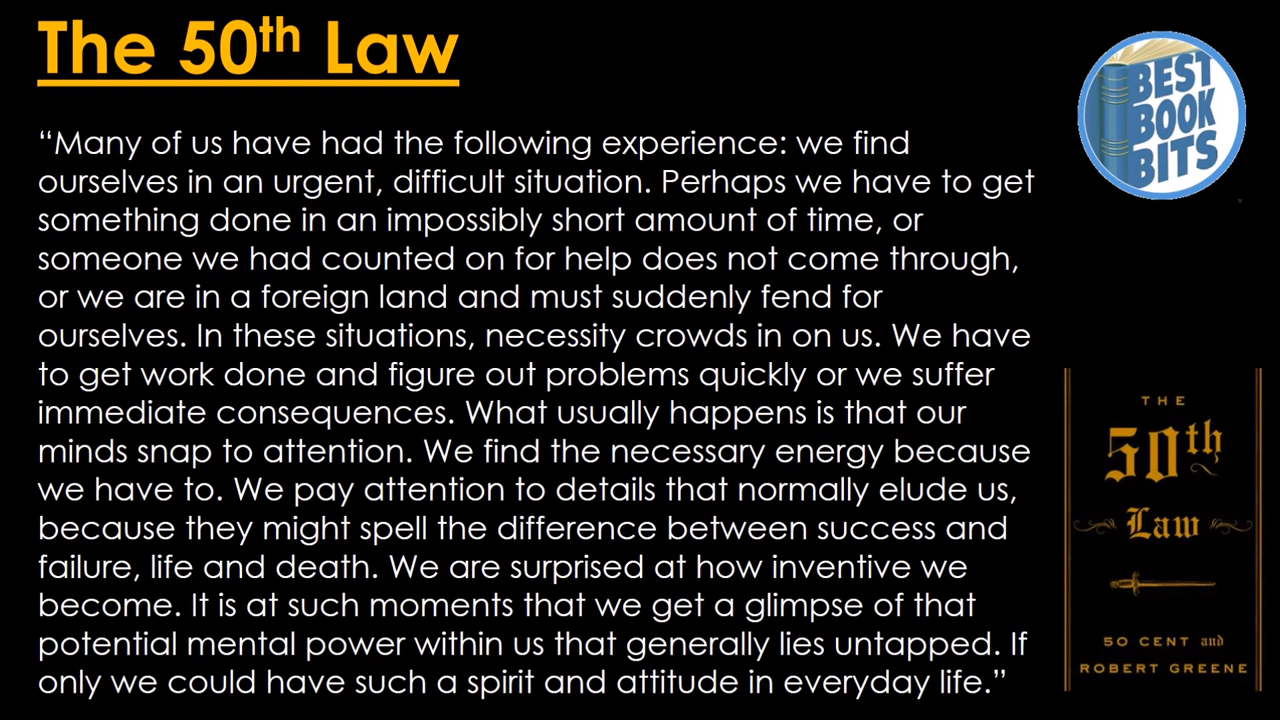 The 50th Law
“Many of us have had the following experience: we find
ourselves in an urgent, difficult situation. Perhaps we have to get
something done in an impossibly short amount of time, or
someone we had counted on for help does not come through,
or we are in a foreign land and must suddenly fend for
ourselves. In these situations, necessity crowds in on us. We have
to get work done and figure out problems quickly or we suffer
immediate consequences. What usually happens is that our
minds snap to attention. We find the necessary energy because
we have to. We pay attention to details that normally elude us,
because they might spell the difference between success and
failure, life and death. We are surprised at how inventive we
become. It is at such moments that we get a glimpse of that
potential mental power within us that generally lies untapped. If
only we could have such a spirit and attitude in everyday life.”
BEST
BOOK
BITS
THE
50th
Law
50 CENT and
ROBERT GREENE